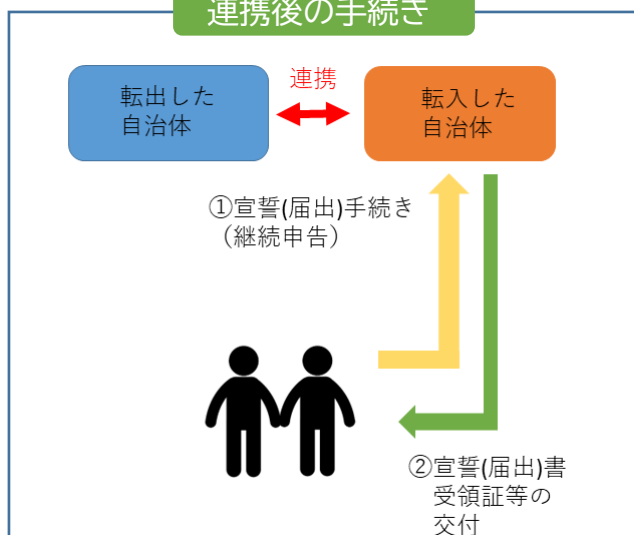 連携後の手続き
転出した
自治体
連携
転入した
自治体
①宣誓(届出)手続き
（継続申告）
②宣誓(届出)書
受領証等の
交付